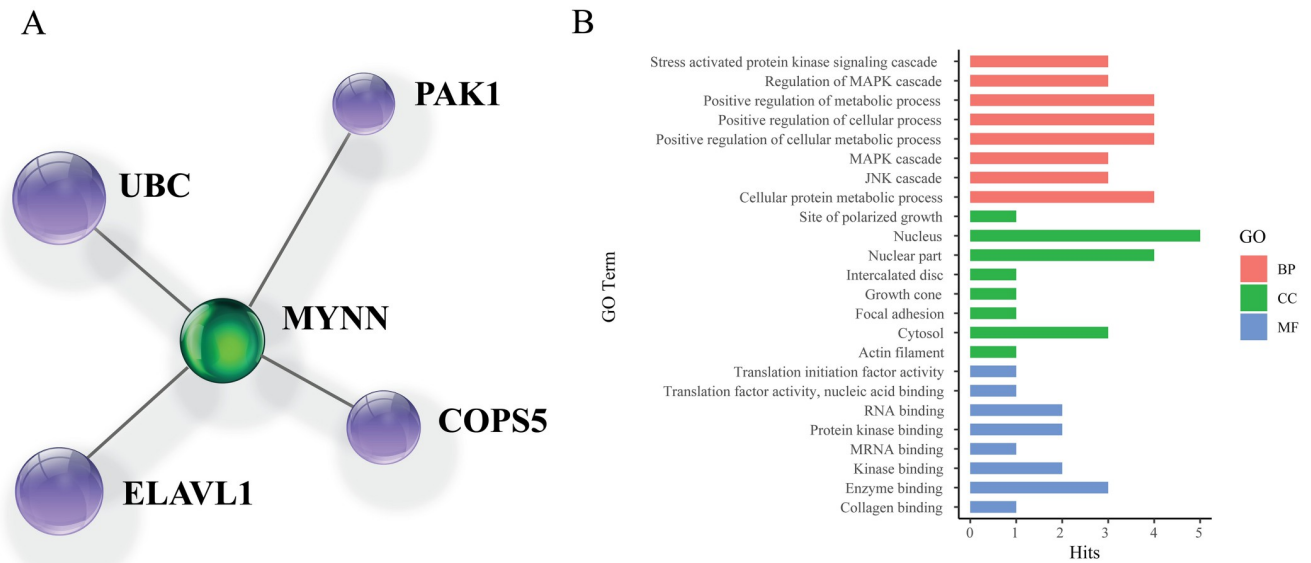 A
PAK1
UBC
MYNN
COPS5
ELAVL1
B
GO Term
Stress activated protein kinase signaling cascade
Regulation of MAPK cascade
Positive regulation of metabolic process
Positive regulation of cellular process
Positive regulation of cellular metabolic process
MAPK cascade
JNK cascade
Cellular protein metabolic process
Site of polarized growth
Nucleus
Nuclear part
Intercalated disc
Growth cone
Focal adhesion
Cytosol
Actin filament
Translation initiation factor activity
Translation factor activity, nucleic acid binding
RNA binding
Protein kinase binding
MRNA binding
Kinase binding
Enzyme binding
Collagen binding
0 1 2 3 4 5
Hits
GO
BP
CC
MF